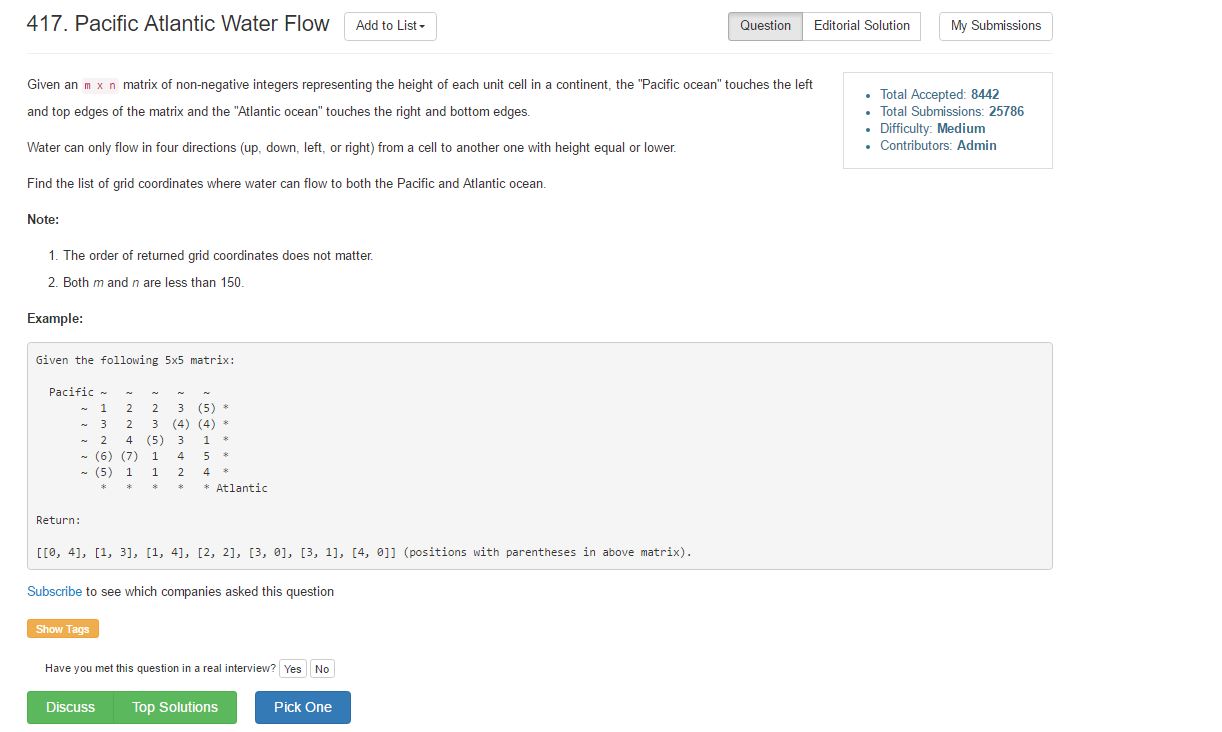 417. Pacific Atlantic Water Flow
Add to List
Question Editorial Solution
My Submissions
Given an m x n matrix of non-negative integers representing the height of each unit cell in a continent, the "Pacific ocean" touches the left
and top edges of the matrix and the "Atlantic ocean" touches the right and bottom edges.
Water can only flow in four directions (up, down, left, or right) from a cell to another one with height equal or lower.
Find the list of grid coordinates where water can flow to both the Pacific and Atlantic ocean.
• Total Accepted: 8442
• Total Submissions: 25786
• Difficulty: Medium
• Contributors: Admin
Note:
1. The order of returned grid coordinates does not matter.
2. Both m and n are less than 150.
Example:
Given the following 5x5 matrix:
  Pacific ~   ~   ~   ~   ~
       ~  1   2   2   3  (5) *
       ~  3   2   3  (4) (4) *
       ~  2   4  (5)  3   1  *
       ~ (6) (7)  1   4   5  *
       ~ (5)  1   1   2   4  *
          *   *   *   *   * Atlantic
Return:
[[0, 4], [1, 3], [1, 4], [2, 2], [3, 0], [3, 1], [4, 0]] (positions with parentheses in above matrix).
Subscribe to see which companies asked this question
Show Tags
Have you met this question in a real interview? Yes No
Discuss Top Solutions Pick One